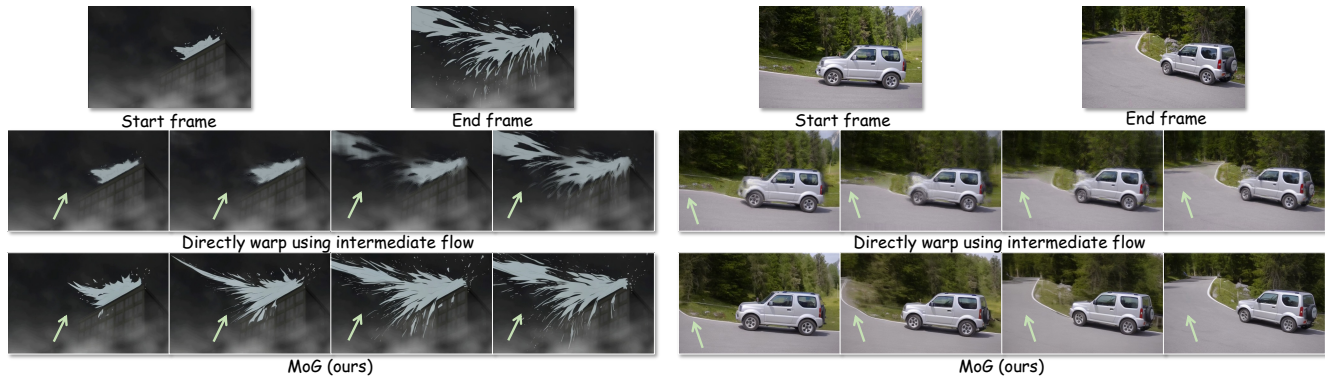 Start frame
End frame
Start frame
End frame
Directly warp using intermediate flow
Directly warp using intermediate flow
MoG (ours)
MoG (ours)